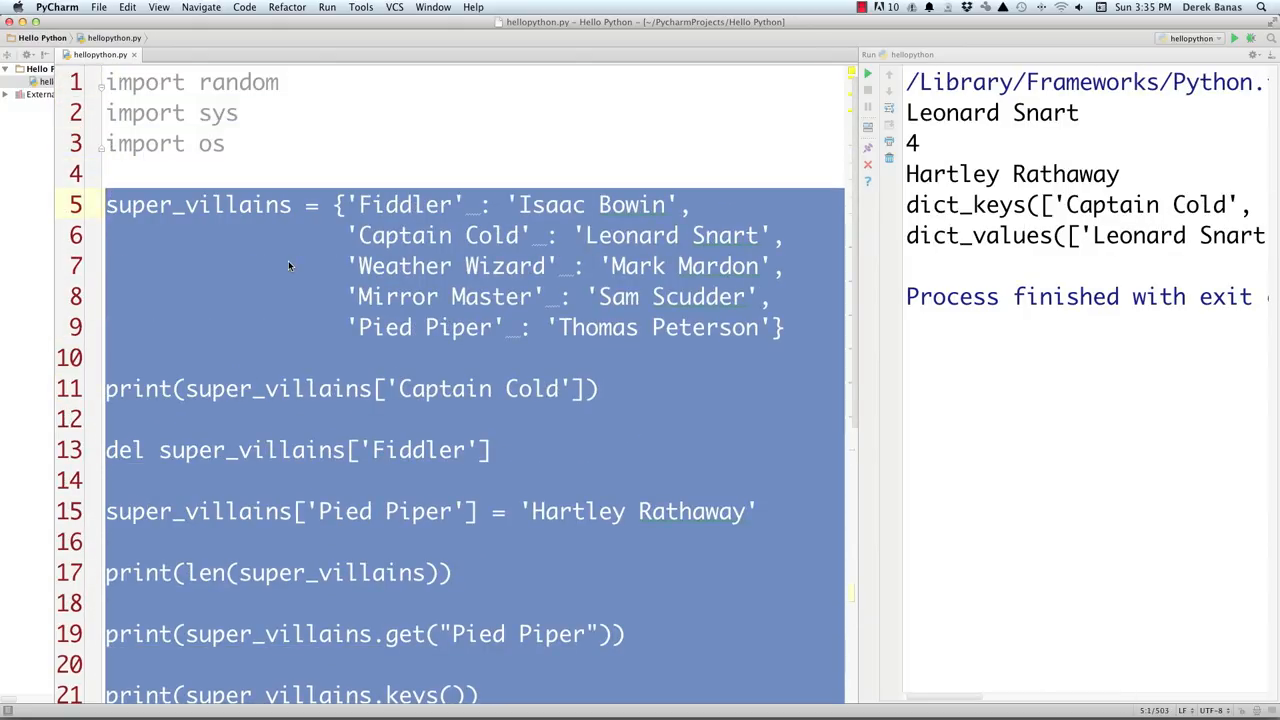 PyCharm File Edit View Navigate Code Refactor Run Tools VCS Window Help 10 Sun 3:35 PM Derek Banas
hellopython.py – Hello Python – [~/PycharmProjects/Hello Python]
Hello Python hellopython.py hellopython
hellopython.py Run hellopython
Hello P
hell
Externa
1 import random
2 import sys
3 import os
4
5 super_villains = {'Fiddler' : 'Isaac Bowin',
6 'Captain Cold' : 'Leonard Snart',
7 'Weather Wizard' : 'Mark Mardon',
8 'Mirror Master' : 'Sam Scudder',
9 'Pied Piper' : 'Thomas Peterson'}
10
11 print(super_villains['Captain Cold'])
12
13 del super_villains['Fiddler']
14
15 super_villains['Pied Piper'] = 'Hartley Rathaway'
16
17 print(len(super_villains))
18
19 print(super_villains.get("Pied Piper"))
20
21 print(super_villains.keys())
/Library/Frameworks/Python.
Leonard Snart
4
Hartley Rathaway
dict_keys(['Captain Cold',
dict_values(['Leonard Snart
Process finished with exit
5:1/503 LF UTF-8